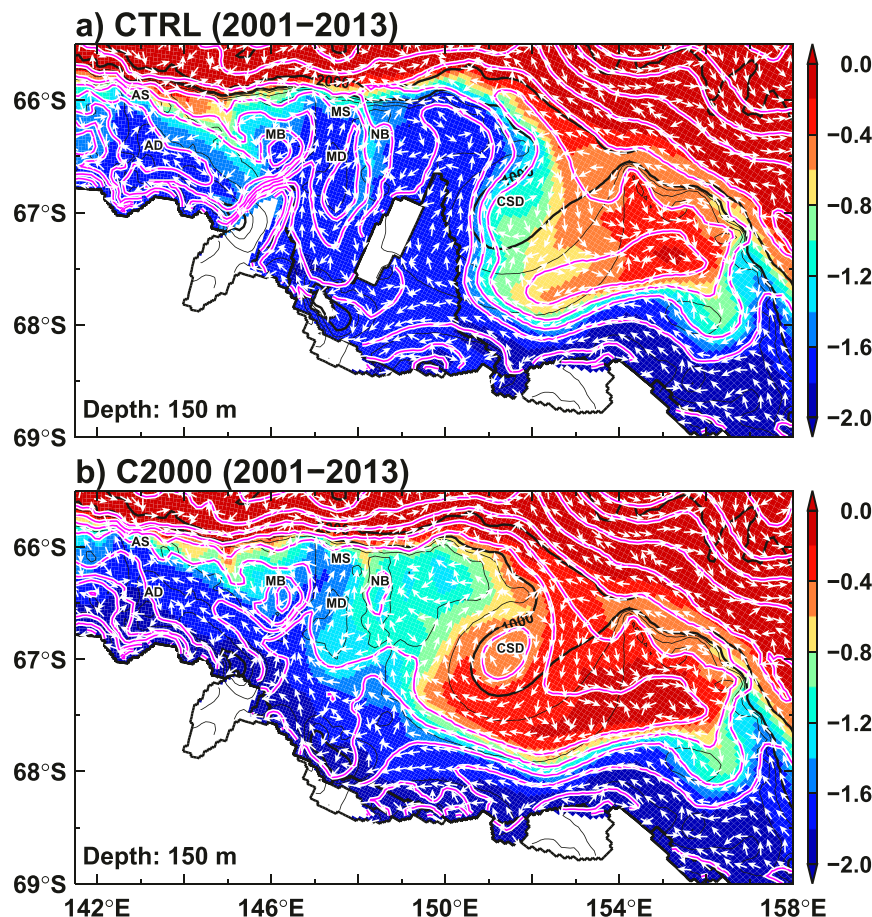 a) CTRL (2001−2013)
66°S
67°S
68°S
69°S
AS
AD
MB
MS
MD
NB
CSD
2000
1000
Depth: 150 m
0.0
−0.4
−0.8
−1.2
−1.6
−2.0
b) C2000 (2001−2013)
66°S
67°S
68°S
69°S
AS
AD
MB
MS
MD
NB
CSD
1000
Depth: 150 m
0.0
−0.4
−0.8
−1.2
−1.6
−2.0
142°E
146°E
150°E
154°E
158°E